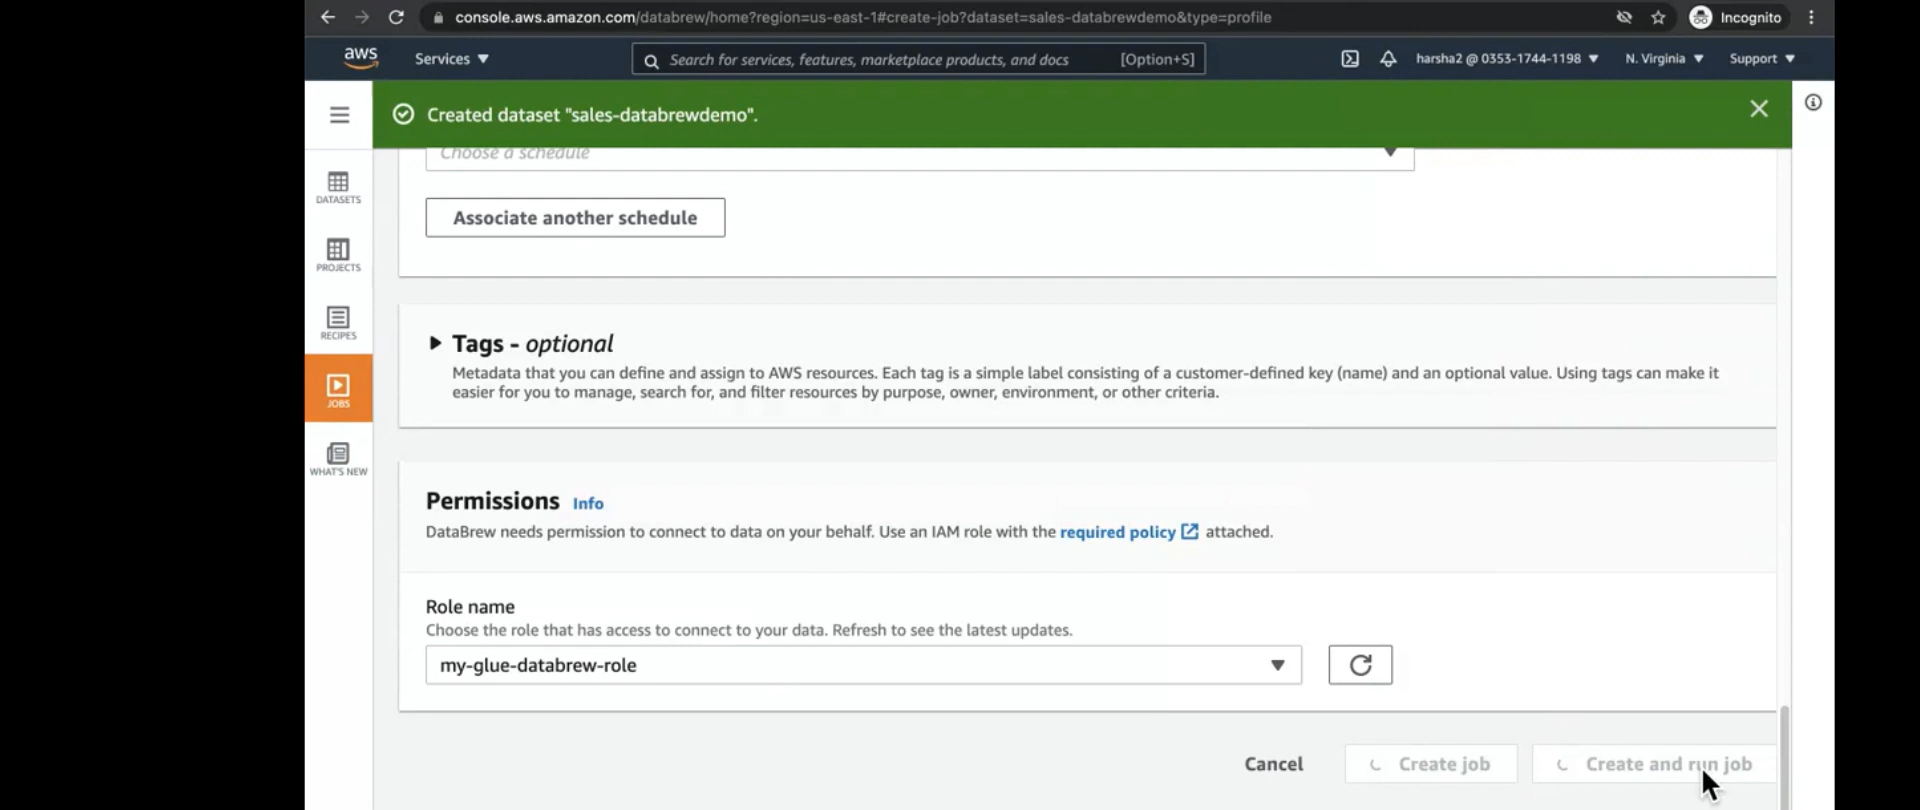 console.aws.amazon.com/databrew/home?region=us-east-1#create-job?dataset=sales-databrewdemo&type=profile
Incognito
aws
Services ▼
Search for services, features, marketplace products, and docs
[Option+S]
harsha2 @ 0353-1744-1198 ▼
N. Virginia ▼
Support ▼
Created dataset "sales-databrewdemo".
DATASETS
PROJECTS
RECIPES
JOBS
WHAT'S NEW
Choose a schedule
Associate another schedule
Tags - optional
Metadata that you can define and assign to AWS resources. Each tag is a simple label consisting of a customer-defined key (name) and an optional value. Using tags can make it
easier for you to manage, search for, and filter resources by purpose, owner, environment, or other criteria.
Permissions Info
DataBrew needs permission to connect to data on your behalf. Use an IAM role with the required policy attached.
Role name
Choose the role that has access to connect to your data. Refresh to see the latest updates.
my-glue-databrew-role
Cancel
Create job
Create and run job